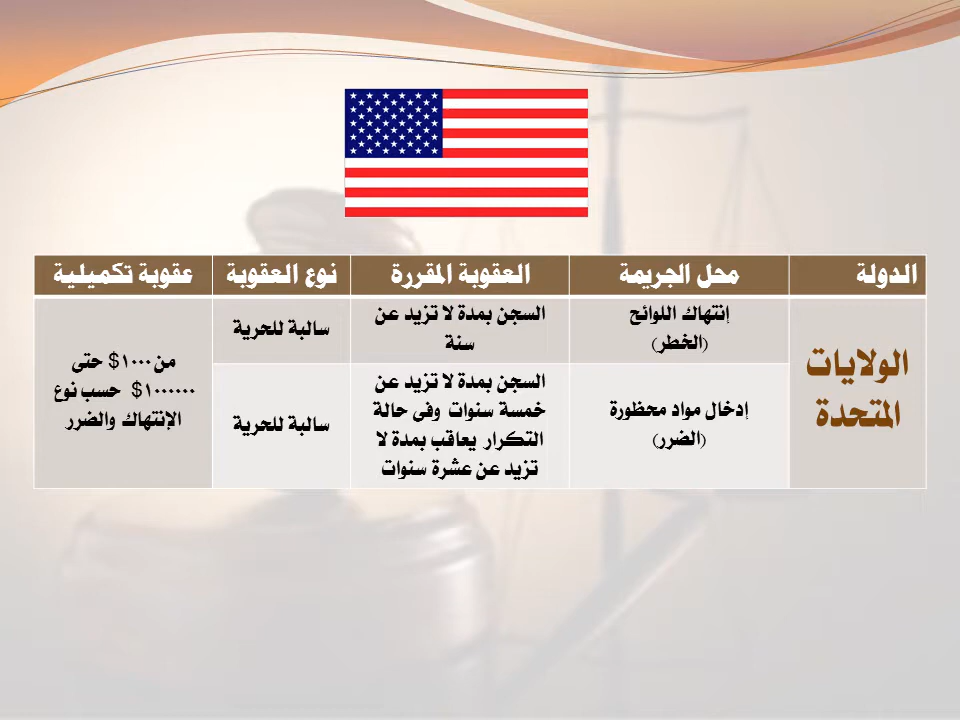 الدولة
محل الجريمة
العقوبة المقررة
نوع العقوبة
عقوبة تكميلية
الولايات
المتحدة
إنتهاك اللوائح
(الخطر)
السجن بمدة لا تزيد عن
سنة
سالبة للحرية
من ١٠٠٠$ حتى
١٠٠٠٠٠٠$ حسب نوع
الإنتهاك والضرر
إدخال مواد محظورة
(الضرر)
السجن بمدة لا تزيد عن
خمسة سنوات وفى حالة
التكرار يعاقب بمدة لا
تزيد عن عشرة سنوات
سالبة للحرية